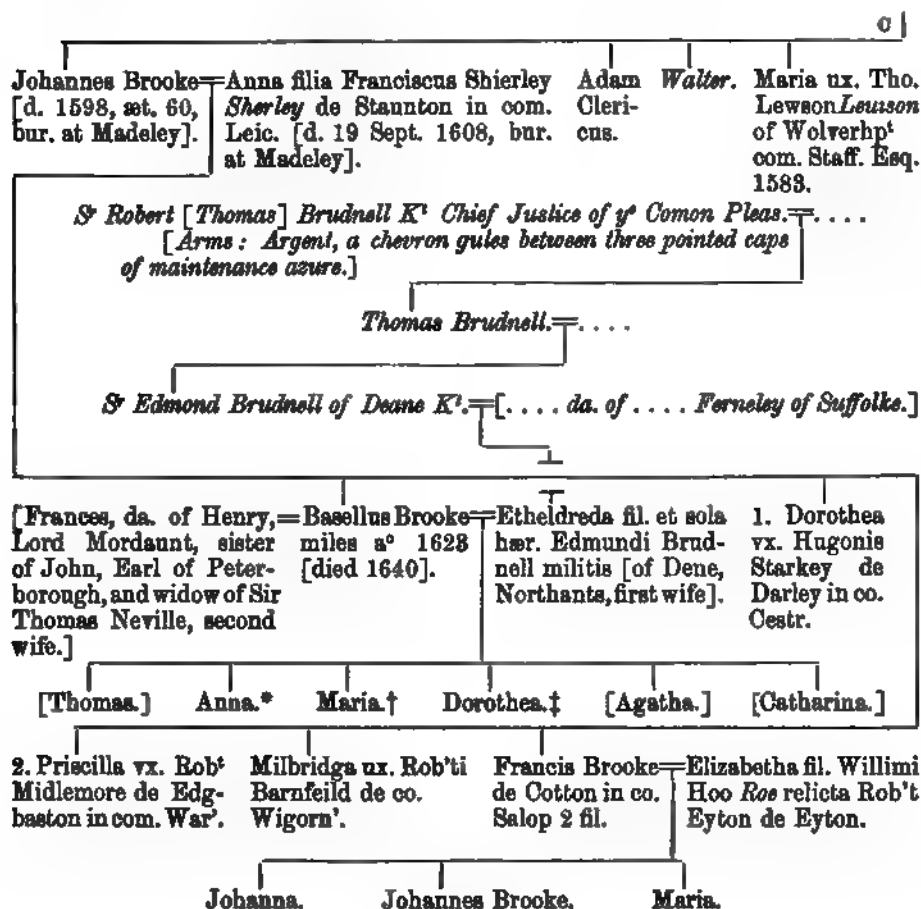 C
Johannes Brooke
[d. 1598, æt. 60,
bur. at Madeley].
Anna filia Franciscus Shierley
Sherley de Staunton in com.
Leic. [d. 19 Sept. 1608, bur.
at Madeley].
Adam
Cleri-
cus.
Walter.
Maria ux. Tho.
Lewson Leuison
of Wolverhpᵗ
com. Staff. Esq.
1583.
Sʳ Robert [Thomas] Brudnell Kᵗ Chief Justice of yᵉ Comon Pleas.=. . . .
[Arms: Argent, a chevron gules between three pointed caps
of maintenance azure.]
Thomas Brudnell.=. . . .
Sʳ Edmond Brudnell of Deane Kᵗ.=[. . . . da. of . . . . Ferneley of Suffolke.]
[Frances, da. of Henry,
Lord Mordaunt, sister
of John, Earl of Peter-
borough, and widow of Sir
Thomas Neville, second
wife.]
=Basellus Brooke=
miles aᵒ 1623
[died 1640].
Etheldreda fil. et sola
hær. Edmundi Brud-
nell militis [of Dene,
Northants, first wife].
1. Dorothea
vx. Hugonis
Starkey de
Darley in co.
Cestr.
[Thomas.] Anna.* Maria.† Dorothea.‡ [Agatha.] [Catharina.]
2. Priscilla vx. Robᵗ
Midlemore de Edg-
baston in com. War'.
Milbridga ux. Rob'ti
Barnfeild de co.
Wigorn'.
Francis Brooke=
de Cotton in co.
Salop 2 fil.
Elizabetha fil. Willimi
Hoo Roe relicta Rob't
Eyton de Eyton.
Johanna. Johannes Brooke. Maria.